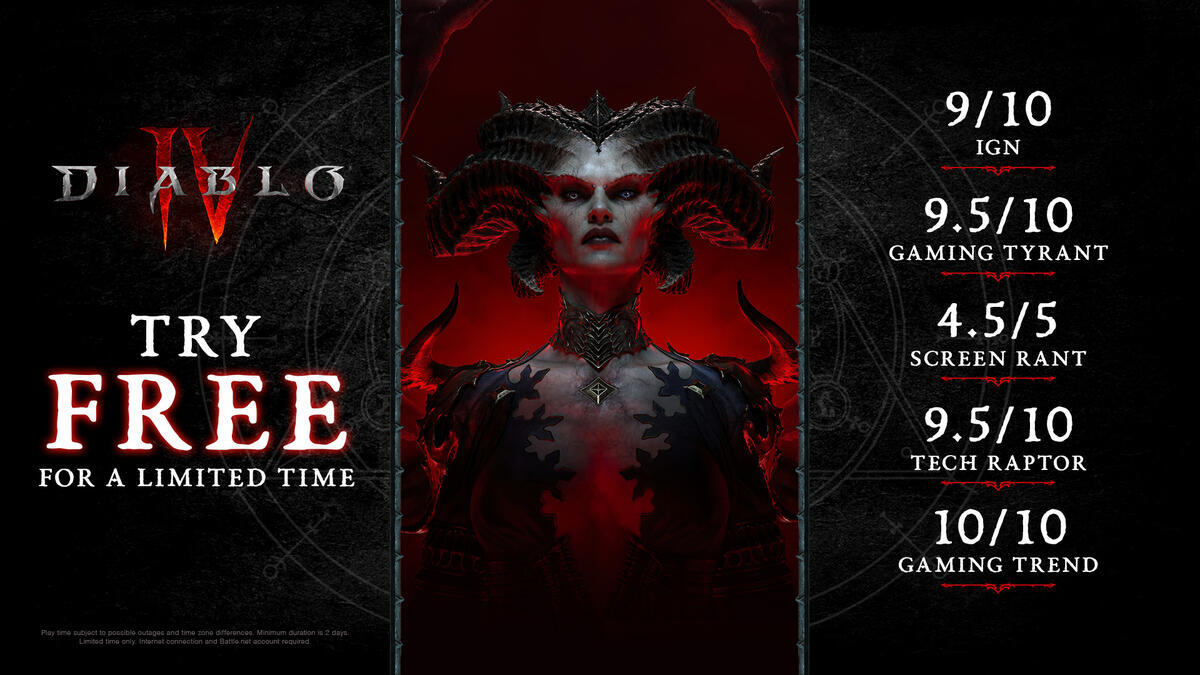 DIABLO IV
TRY
FREE
FOR A LIMITED TIME
Play time subject to possible outages and time zone differences. Minimum duration is 2 days.
Limited time only. Internet connection and Battle.net account required.
9/10
IGN
9.5/10
GAMING TYRANT
4.5/5
SCREEN RANT
9.5/10
TECH RAPTOR
10/10
GAMING TREND